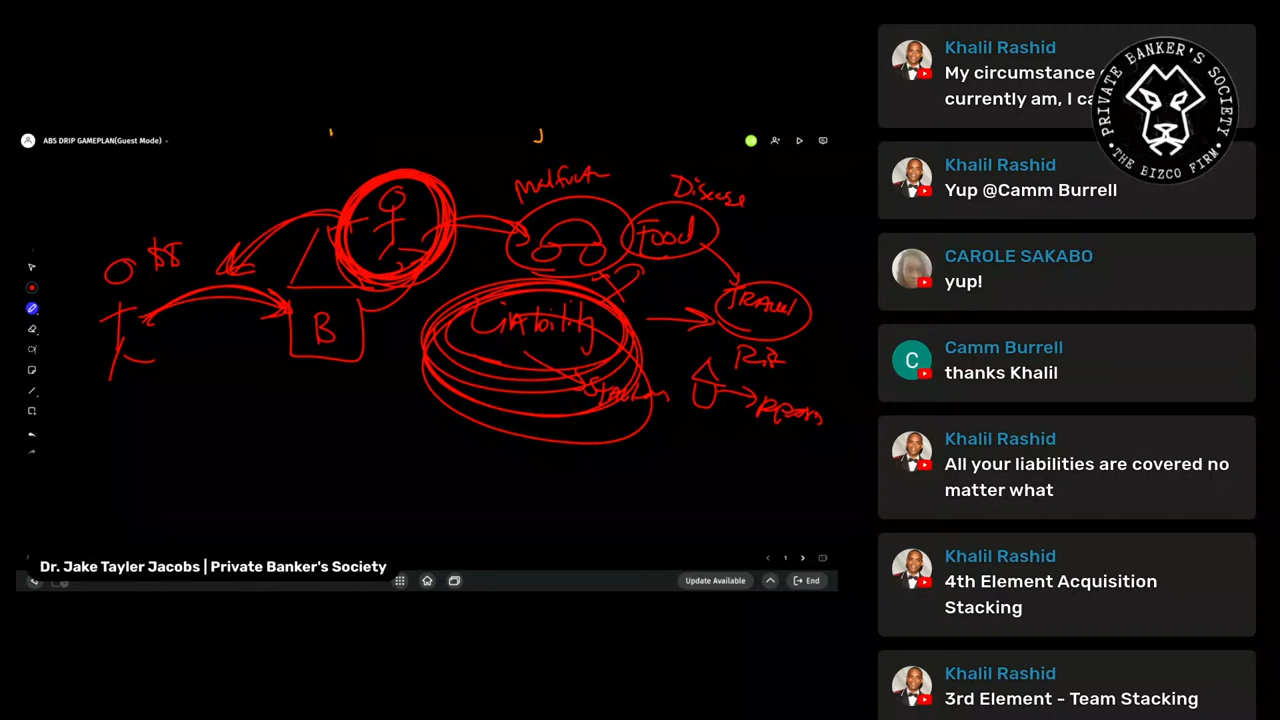 ABS DRIP GAMEPLAN(Guest Mode)
Disease
Food
$$
B
Liability
Dr. Jake Tayler Jacobs | Private Banker's Society
1
Update Available
End
Khalil Rashid
My circumstance
currently am, I ca
PRIVATE BANKER'S SOCIETY
• THE BIZCO FIRM •
Khalil Rashid
Yup @Camm Burrell
CAROLE SAKABO
yup!
C
Camm Burrell
thanks Khalil
Khalil Rashid
All your liabilities are covered no
matter what
Khalil Rashid
4th Element Acquisition
Stacking
Khalil Rashid
3rd Element - Team Stacking